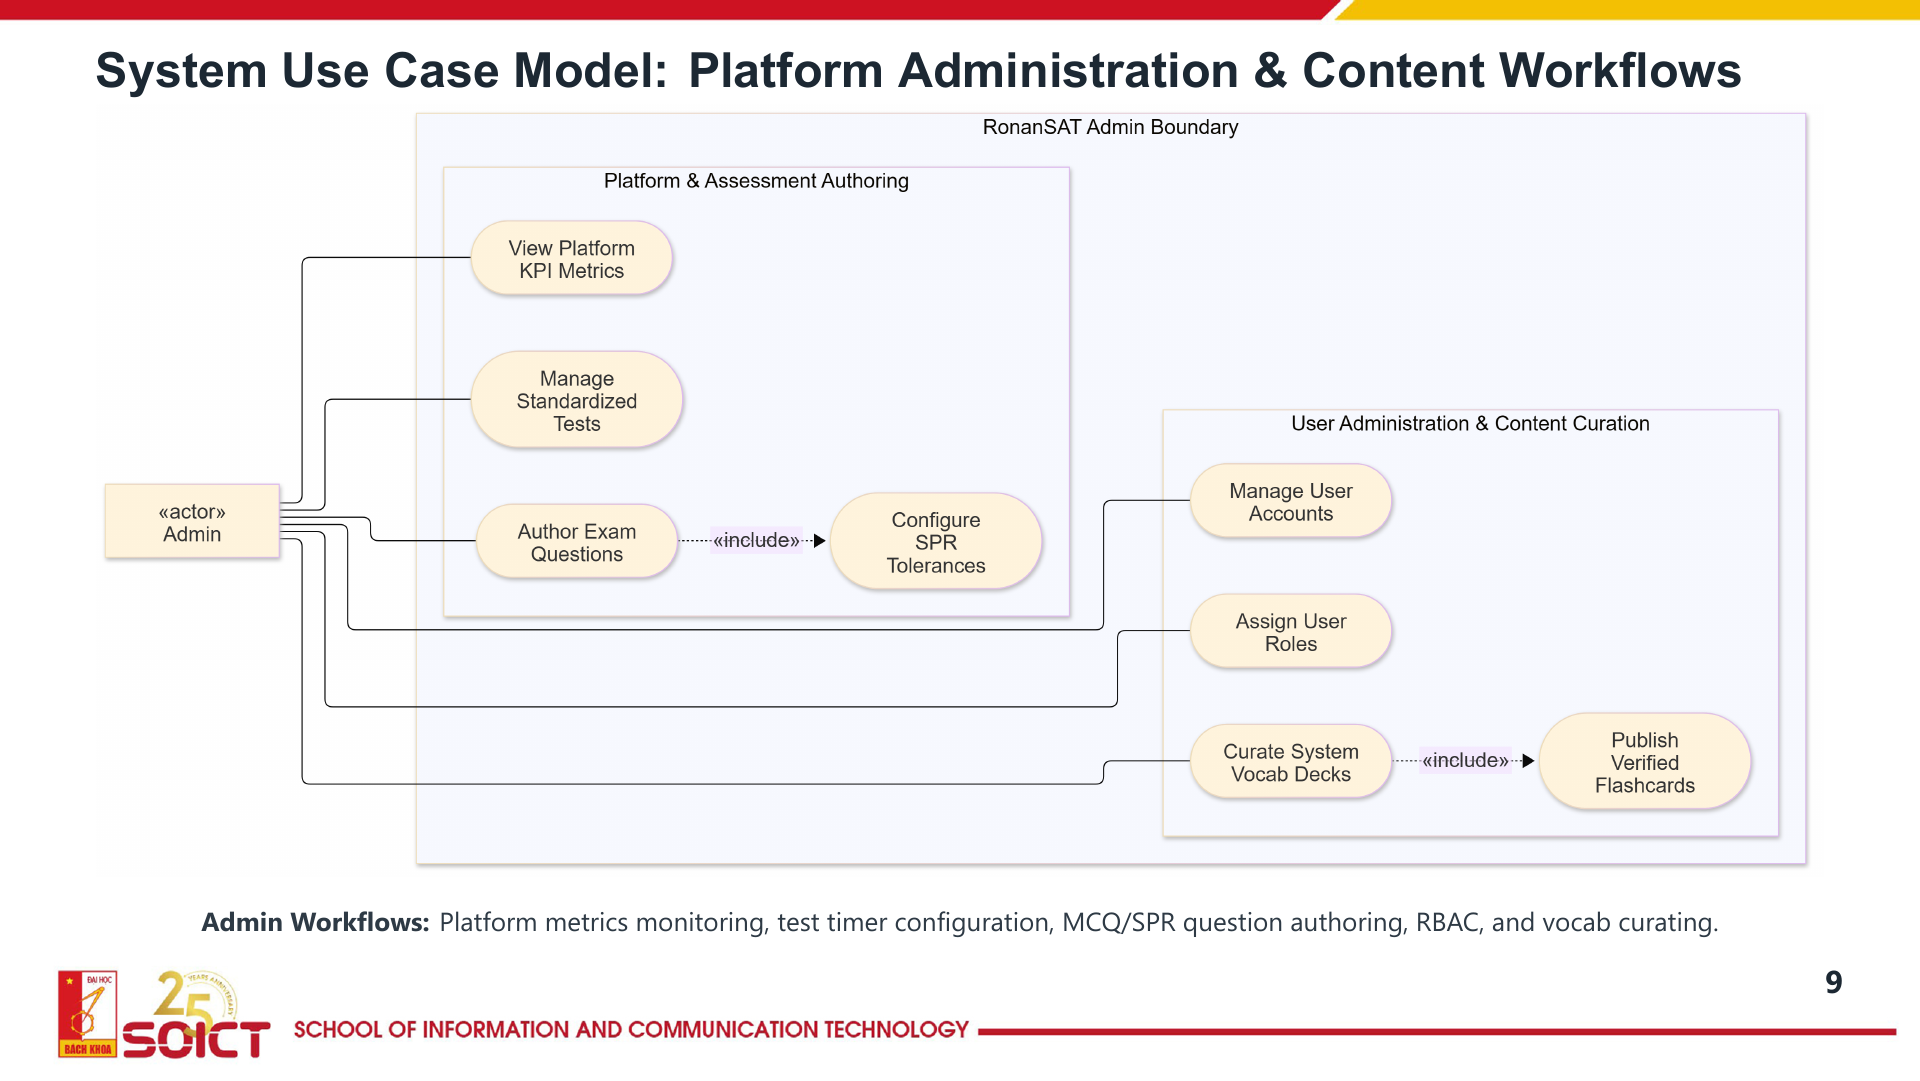 System Use Case Model: Platform Administration & Content Workflows
RonanSAT Admin Boundary
Platform & Assessment Authoring
View Platform
KPI Metrics
Manage
Standardized
Tests
«actor»
Admin
Author Exam
Questions
«include»
Configure
SPR
Tolerances
User Administration & Content Curation
Manage User
Accounts
Assign User
Roles
Curate System
Vocab Decks
«include»
Publish
Verified
Flashcards
Admin Workflows: Platform metrics monitoring, test timer configuration, MCQ/SPR question authoring, RBAC, and vocab curating.
9
ĐẠI HỌC
BÁCH KHOA
25
YEARS ANNIVERSARY
SOICT
SCHOOL OF INFORMATION AND COMMUNICATION TECHNOLOGY